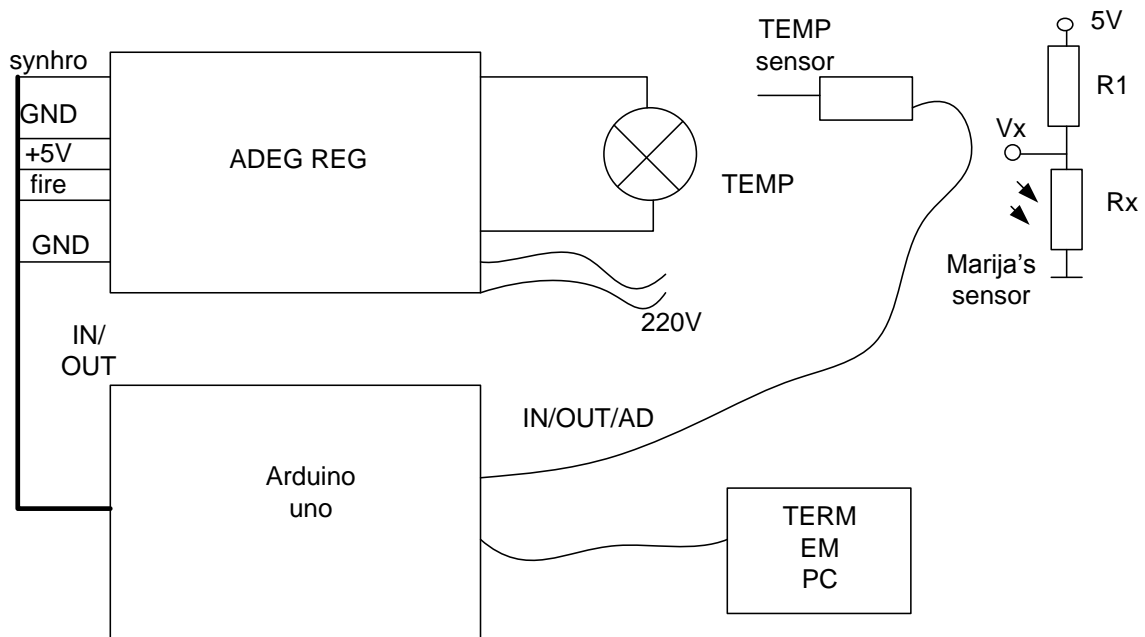 synhro
GND
+5V
fire
GND
ADEG REG
TEMP
220V
TEMP
sensor
5V
R1
Vx
Rx
Marija's
sensor
IN/
OUT
Arduino
uno
IN/OUT/AD
TERM
EM
PC